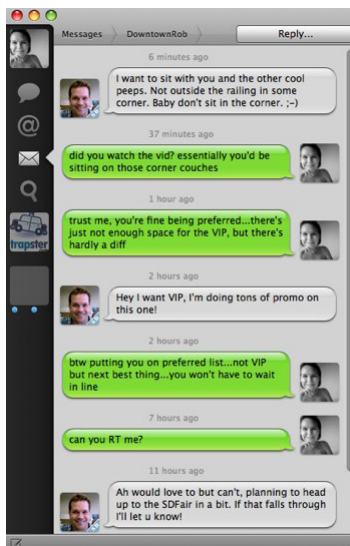 Messages DowntownRob Reply...
6 minutes ago
I want to sit with you and the other cool
peeps. Not outside the railing in some
corner. Baby don't sit in the corner. ;-)
37 minutes ago
did you watch the vid? essentially you'd be
sitting on those corner couches
1 hour ago
trust me, you're fine being preferred...there's
just not enough space for the VIP, but there's
hardly a diff
2 hours ago
Hey I want VIP, I'm doing tons of promo on
this one!
2 hours ago
btw putting you on preferred list...not VIP
but next best thing...you won't have to wait
in line
7 hours ago
can you RT me?
11 hours ago
Ah would love to but can't, planning to head
up to the SDFair in a bit. If that falls through
I'll let u know!
@
trapster